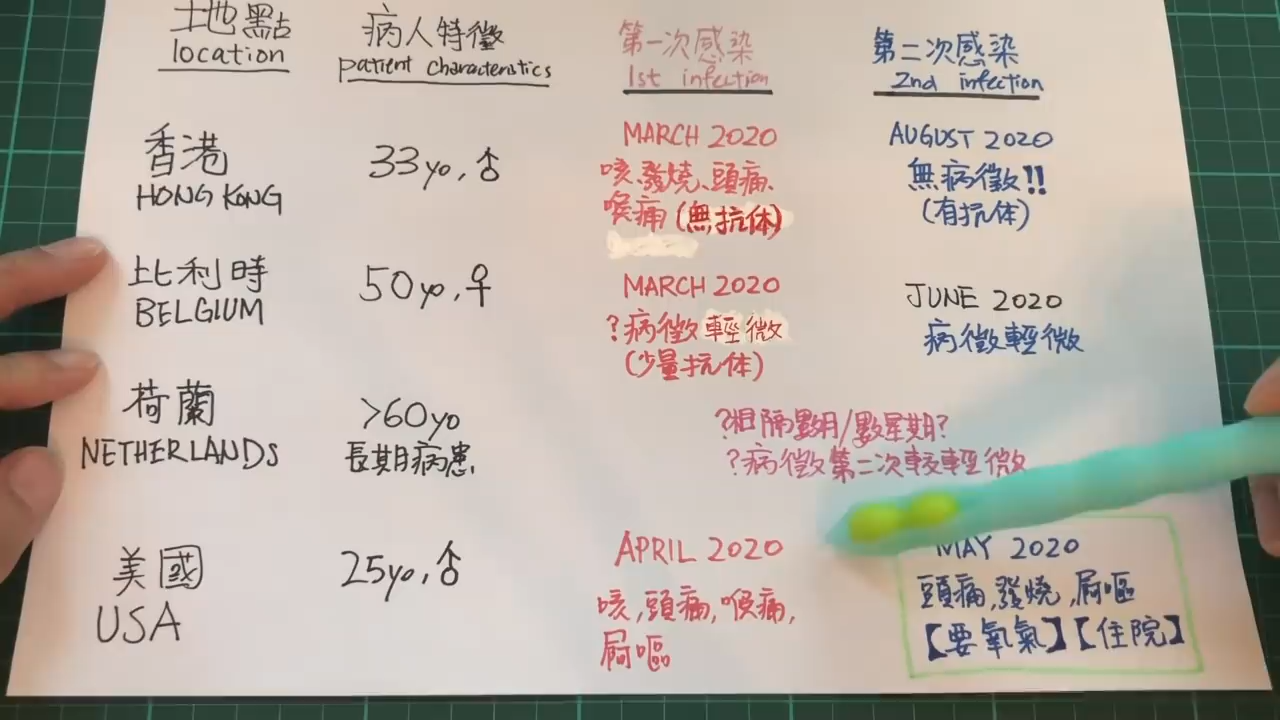 地點
location
病人特徵
patient characteristics
第一次感染
1st infection
第二次感染
2nd infection
香港
HONG KONG
33yo, ♂
MARCH 2020
咳、發燒、頭痛、
喉痛 (無抗体)
AUGUST 2020
無病徵!!
(有抗体)
比利時
BELGIUM
50yo, ♀
MARCH 2020
?病徵輕微
(少量抗体)
JUNE 2020
病徵輕微
荷蘭
NETHERLANDS
>60yo
長期病患
?相隔數月/數星期?
?病徵第二次較輕微
美國
USA
25yo, ♂
APRIL 2020
咳, 頭痛, 喉痛,
屙嘔
MAY 2020
頭痛, 發燒, 屙嘔
【要氧氣】【住院】